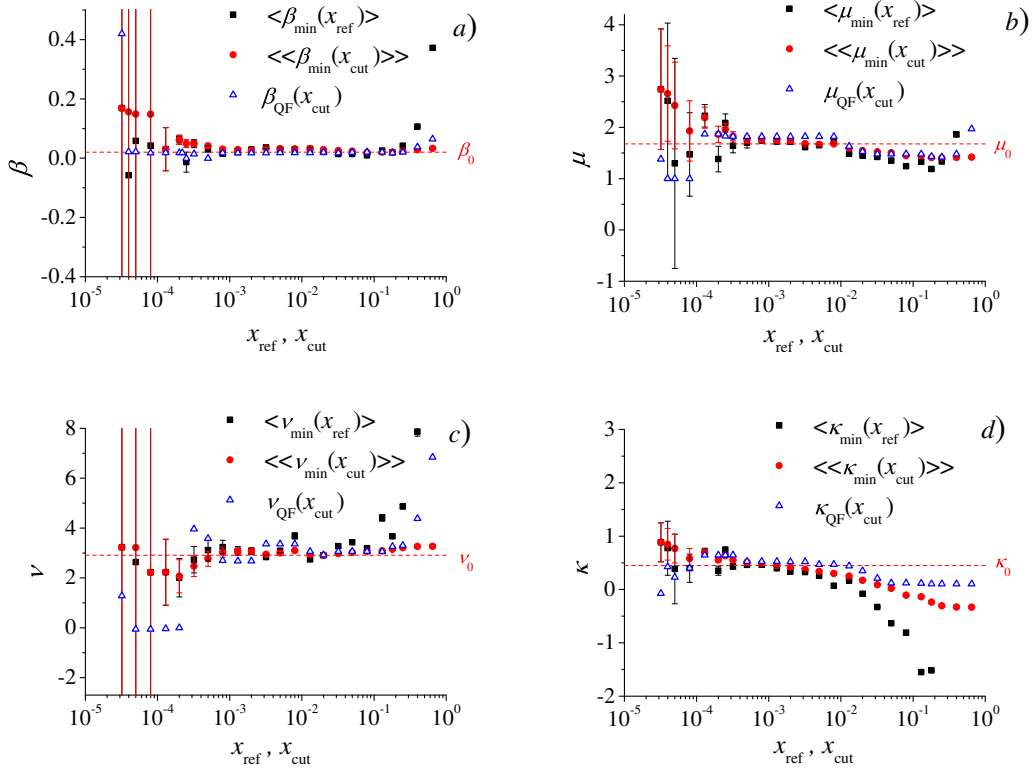 <β_min(x_ref)>
<<β_min(x_cut)>>
β_QF(x_cut)
a)
0.4
0.2
0.0
-0.2
-0.4
β
β_0
10^-5 10^-4 10^-3 10^-2 10^-1 10^0
x_ref , x_cut
<μ_min(x_ref)>
<<μ_min(x_cut)>>
μ_QF(x_cut)
b)
4
3
2
1
0
-1
μ
μ_0
10^-5 10^-4 10^-3 10^-2 10^-1 10^0
x_ref , x_cut
<ν_min(x_ref)>
<<ν_min(x_cut)>>
ν_QF(x_cut)
c)
8
6
4
2
0
-2
ν
ν_0
10^-5 10^-4 10^-3 10^-2 10^-1 10^0
x_ref , x_cut
<κ_min(x_ref)>
<<κ_min(x_cut)>>
κ_QF(x_cut)
d)
3
2
1
0
-1
-2
κ
κ_0
10^-5 10^-4 10^-3 10^-2 10^-1 10^0
x_ref , x_cut